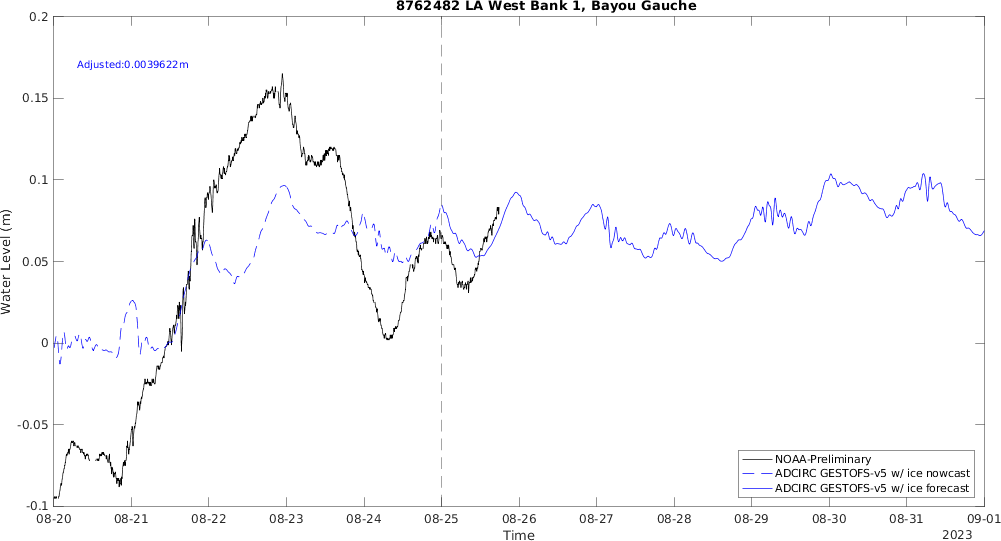 8762482 LA West Bank 1, Bayou Gauche
Adjusted:0.0039622m
Water Level (m)
0.2
0.15
0.1
0.05
0
-0.05
-0.1
NOAA-Preliminary
ADCIRC GESTOFS-v5 w/ ice nowcast
ADCIRC GESTOFS-v5 w/ ice forecast
08-20 08-21 08-22 08-23 08-24 08-25 08-26 08-27 08-28 08-29 08-30 08-31 09-01
Time
2023